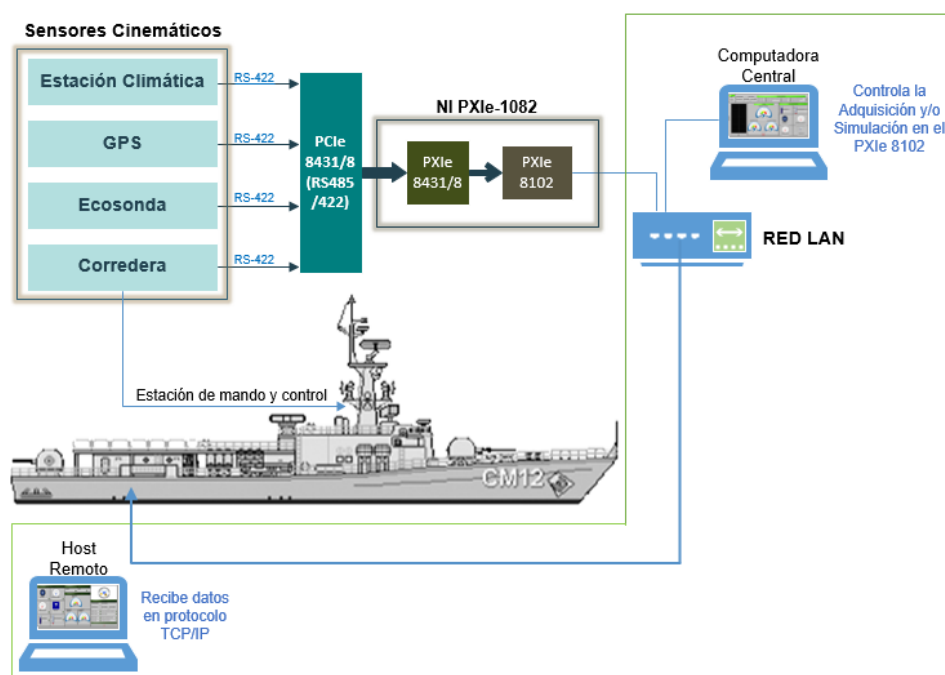 Sensores Cinemáticos
Estación Climática
RS-422
GPS
RS-422
Ecosonda
RS-422
Corredera
RS-422
PCIe
8431/8
(RS485
/422)
NI PXIe-1082
PXIe
8431/8
PXIe
8102
Computadora
Central
Controla la
Adquisición y/o
Simulación en el
PXIe 8102
RED LAN
Estación de mando y control
CM12
Host
Remoto
Recibe datos
en protocolo
TCP/IP